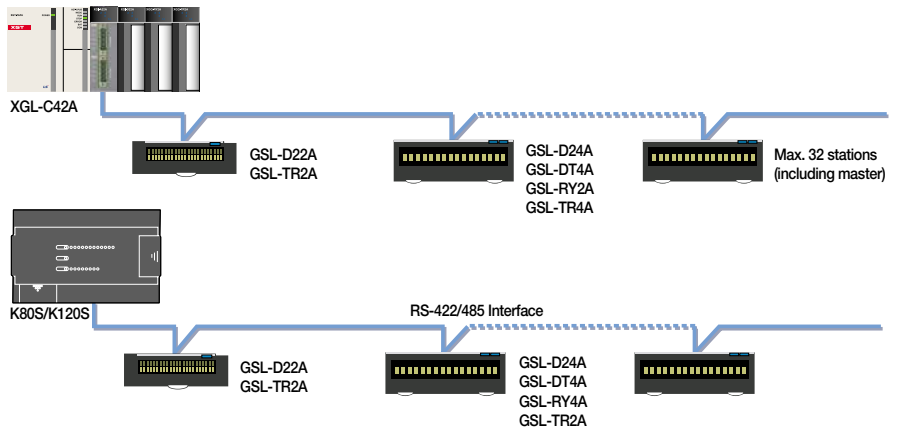 XGT
XGL-C42A
GSL-D22A
GSL-TR2A
GSL-D24A
GSL-DT4A
GSL-RY2A
GSL-TR4A
Max. 32 stations
(including master)
K80S/K120S
RS-422/485 Interface
GSL-D22A
GSL-TR2A
GSL-D24A
GSL-DT4A
GSL-RY4A
GSL-TR2A